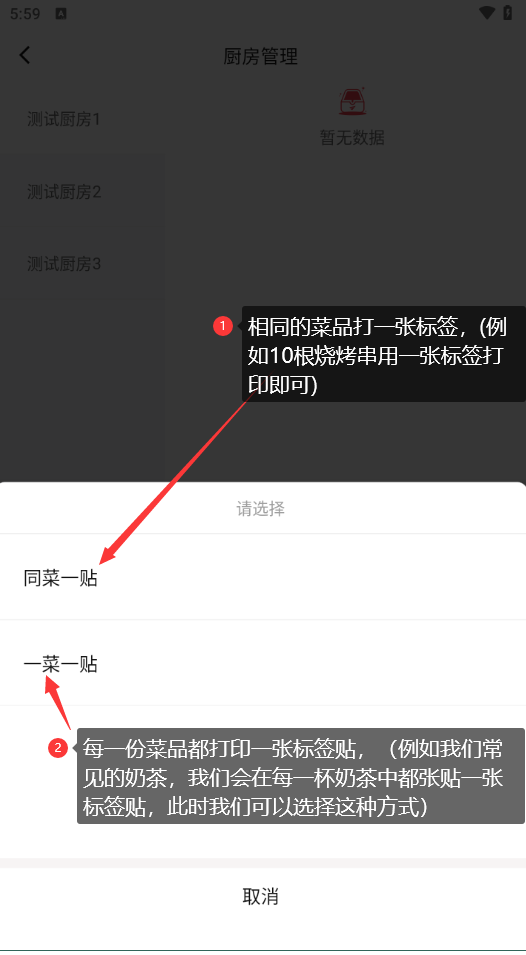 5:59
A
厨房管理
测试厨房1
暂无数据
测试厨房2
测试厨房3
1
相同的菜品打一张标签，(例
如10根烧烤串用一张标签打
印即可)
请选择
同菜一贴
一菜一贴
2
每一份菜品都打印一张标签贴，（例如我们常
见的奶茶，我们会在每一杯奶茶中都张贴一张
标签贴，此时我们可以选择这种方式）
取消